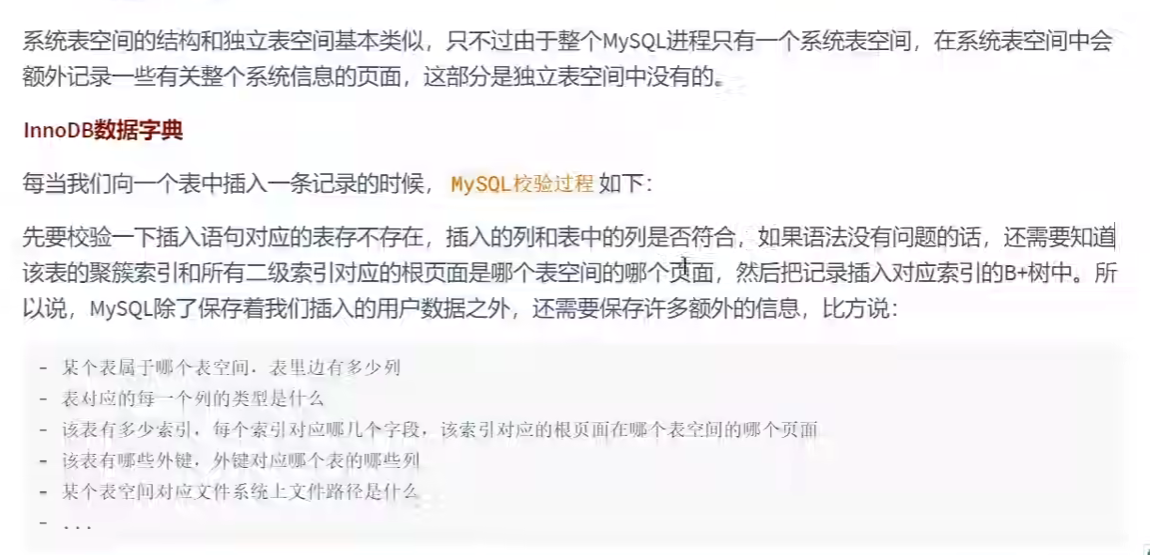 系统表空间的结构和独立表空间基本类似，只不过由于整个MySQL进程只有一个系统表空间，在系统表空间中会
额外记录一些有关整个系统信息的页面，这部分是独立表空间中没有的。
InnoDB数据字典
每当我们向一个表中插入一条记录的时候， MySQL校验过程 如下：
先要校验一下插入语句对应的表存不存在，插入的列和表中的列是否符合，如果语法没有问题的话，还需要知道
该表的聚簇索引和所有二级索引对应的根页面是哪个表空间的哪个页面，然后把记录插入对应索引的B+树中。所
以说，MySQL除了保存着我们插入的用户数据之外，还需要保存许多额外的信息，比方说：
- 某个表属于哪个表空间，表里边有多少列
- 表对应的每一个列的类型是什么
- 该表有多少索引，每个索引对应哪几个字段，该索引对应的根页面在哪个表空间的哪个页面
- 该表有哪些外键，外键对应哪个表的哪些列
- 某个表空间对应文件系统上文件路径是什么
- ...